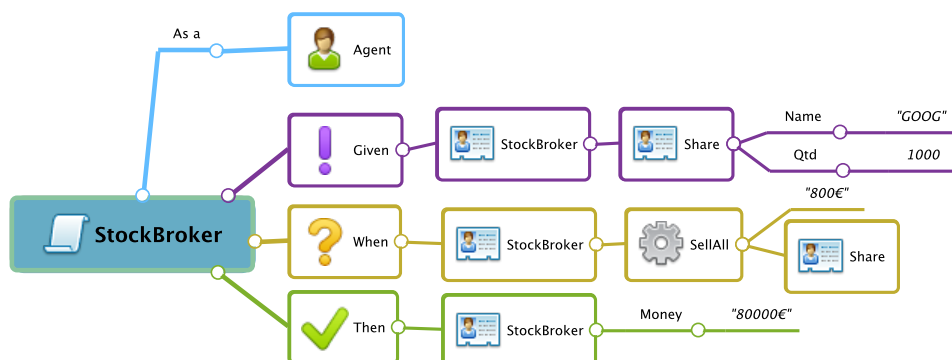 As a
Agent
StockBroker
Given
StockBroker
Share
Name
"GOOG"
Qtd
1000
When
StockBroker
SellAll
"800€"
Share
Then
StockBroker
Money
"80000€"